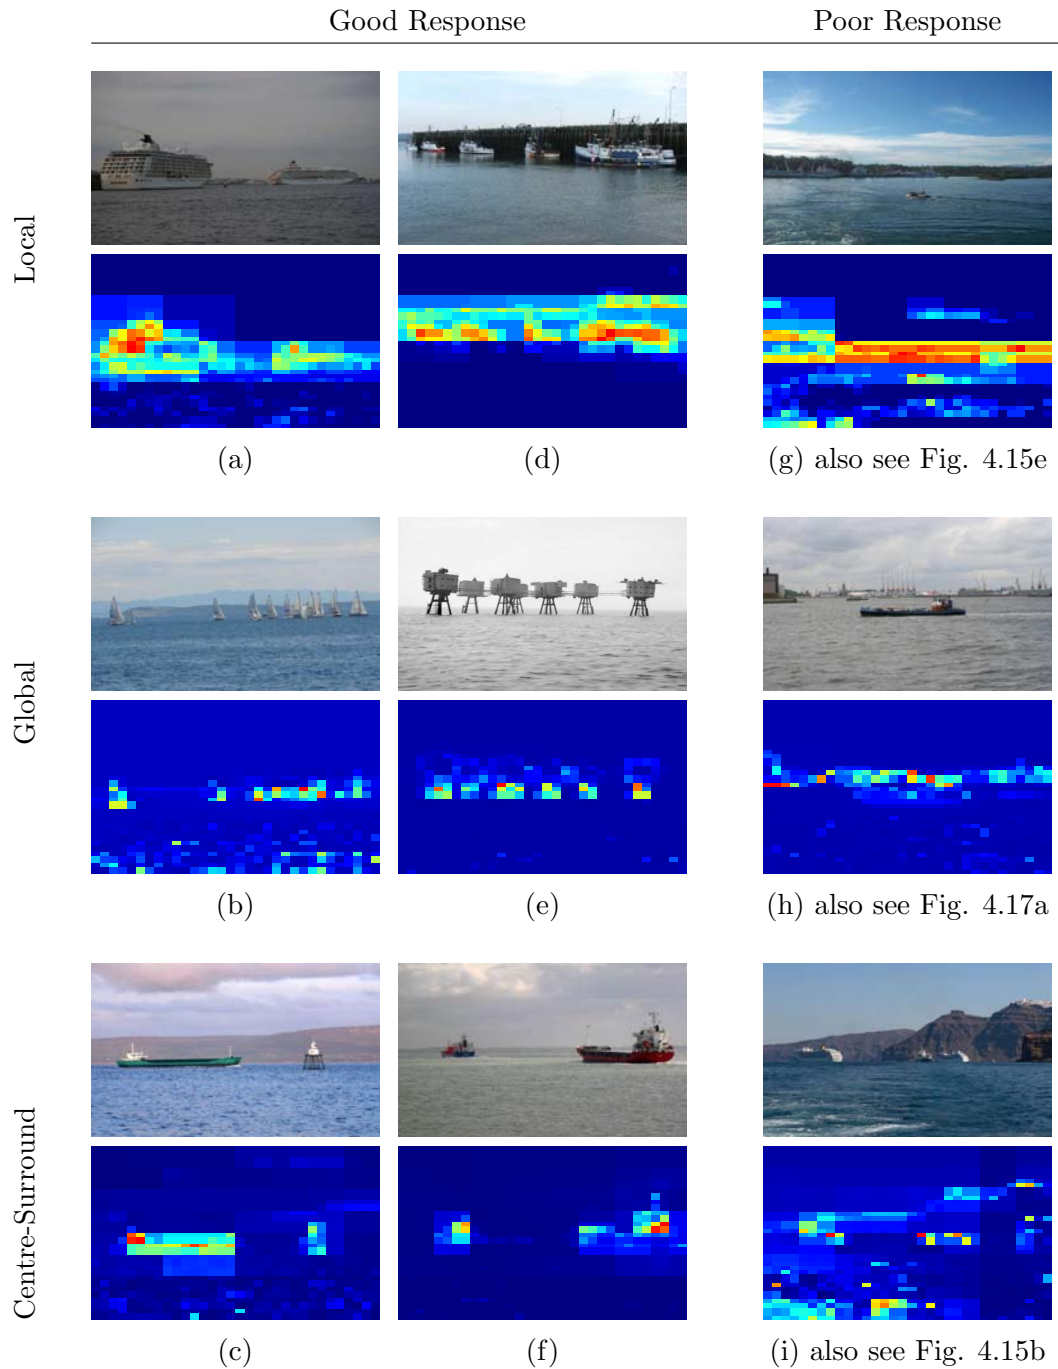 Good Response Poor Response
Local
(a) (d) (g) also see Fig. 4.15e
Global
(b) (e) (h) also see Fig. 4.17a
Centre-Surround
(c) (f) (i) also see Fig. 4.15b